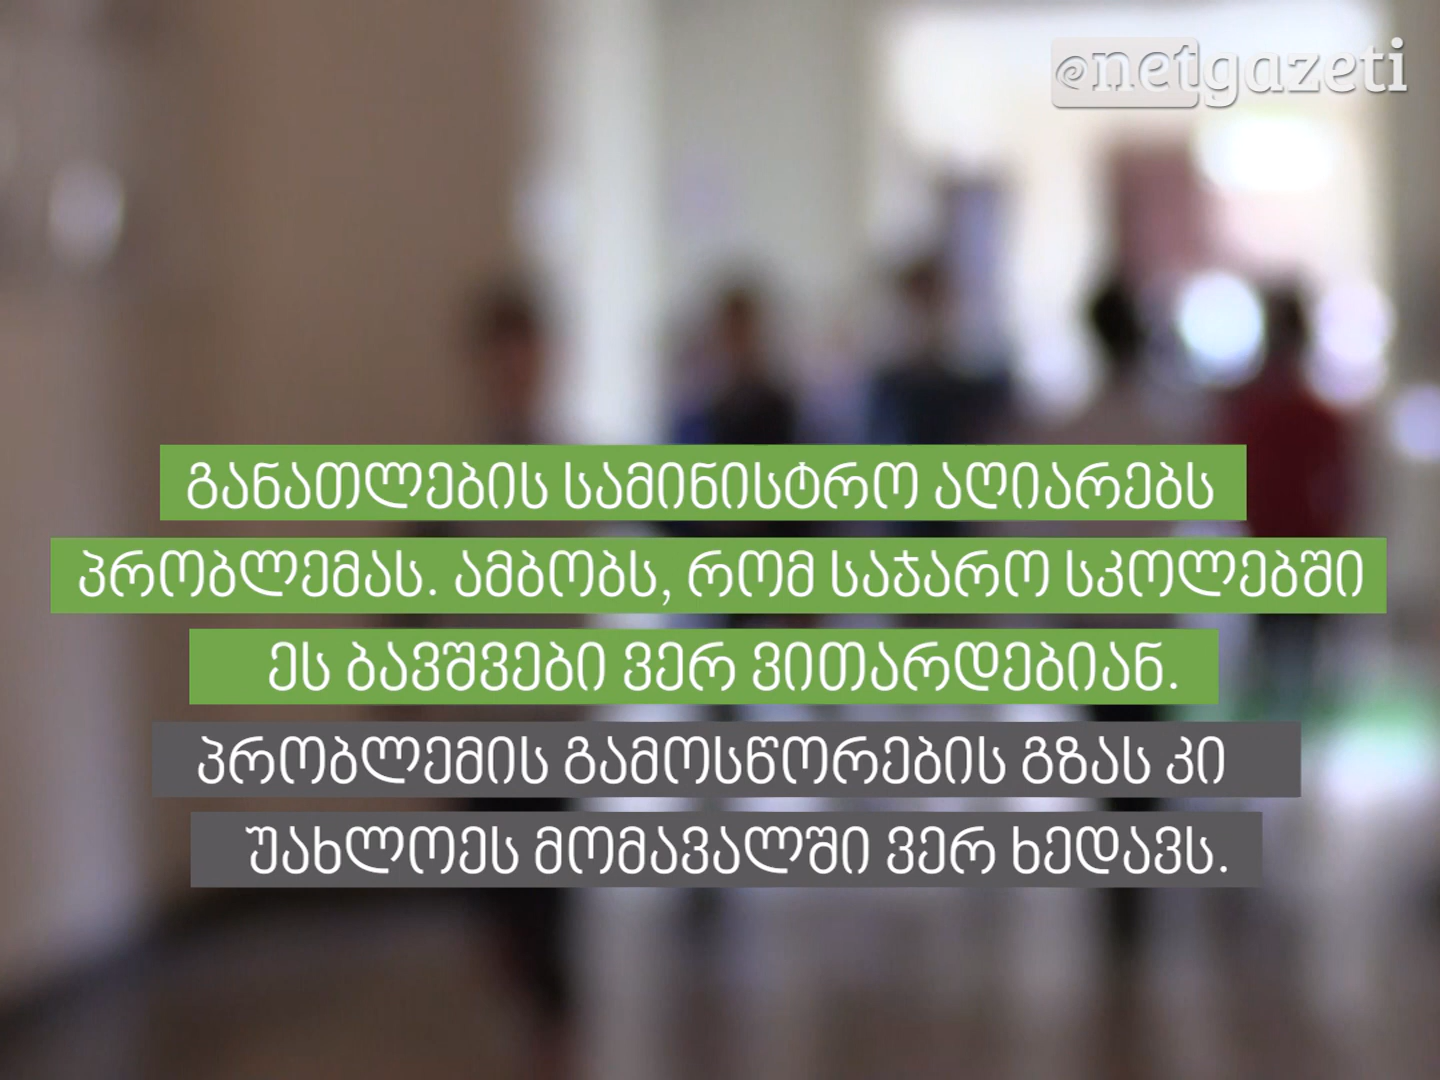 netgazeti
განათლების სამინისტრო აღიარებს
პრობლემას. ამბობს, რომ საჯარო სკოლებში
ეს ბავშვები ვერ ვითარდებიან.
პრობლემის გამოსწორების გზას კი
უახლოეს მომავალში ვერ ხედავს.